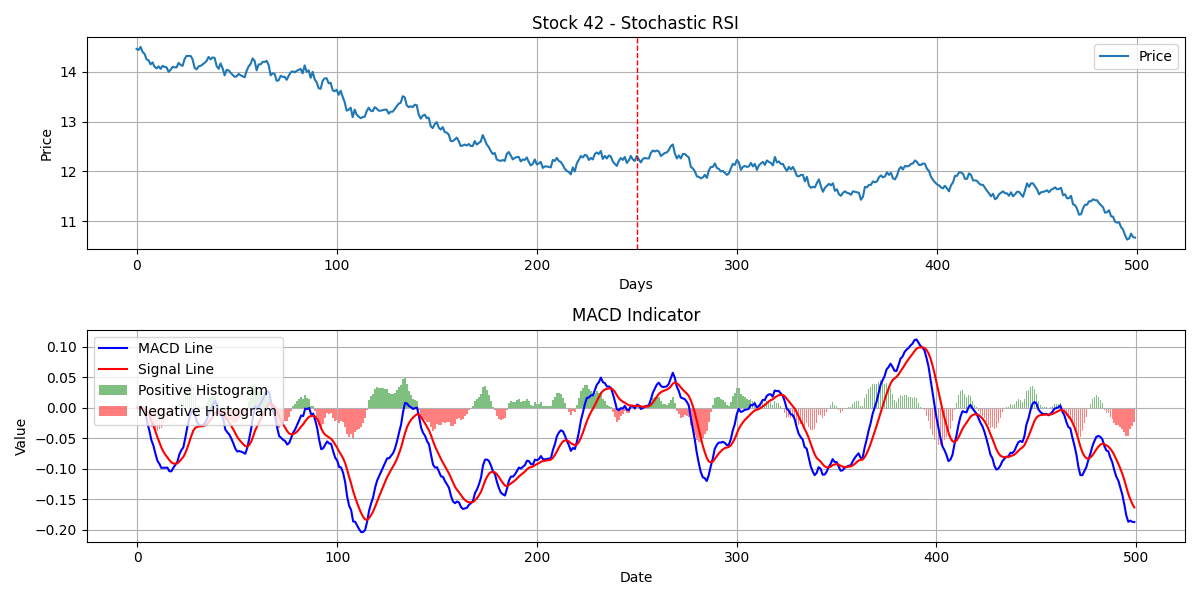 Stock 42 - Stochastic RSI
Price
14
13
12
11
Price
0 100 200 300 400 500
Days
MACD Indicator
MACD Line
Signal Line
Positive Histogram
Negative Histogram
0.10
0.05
0.00
−0.05
−0.10
−0.15
−0.20
Value
0 100 200 300 400 500
Date